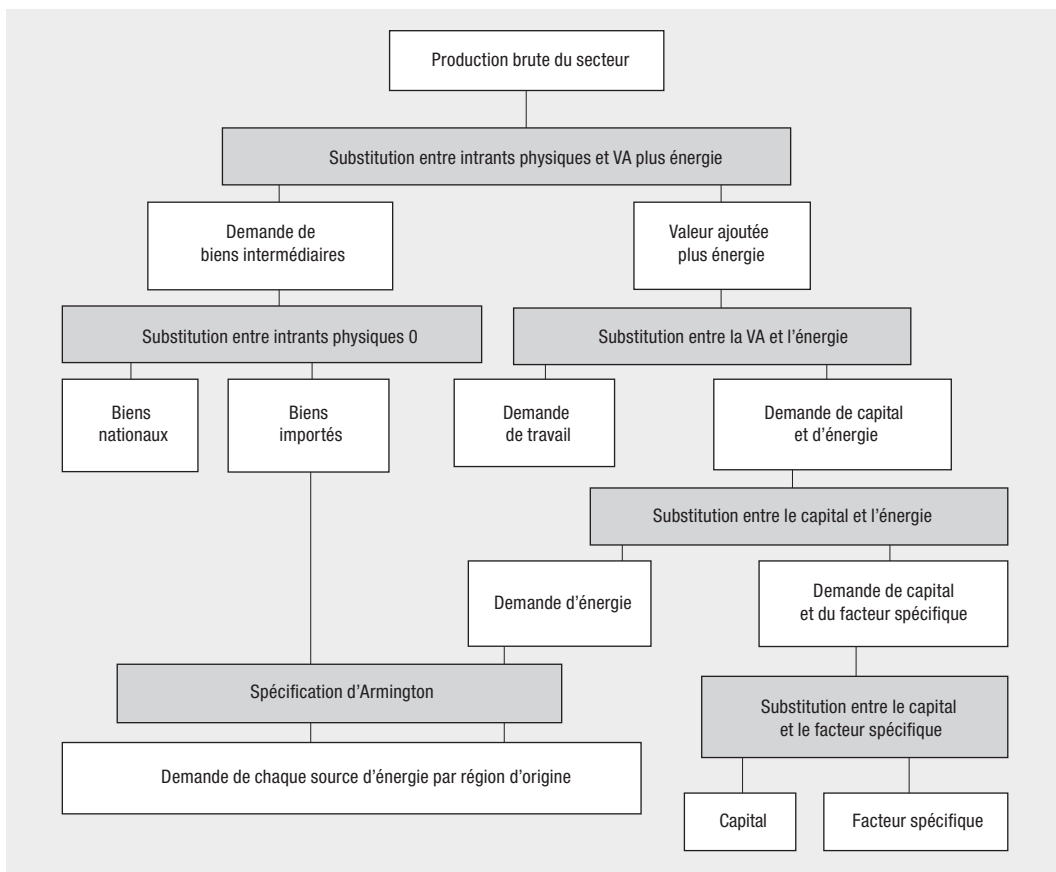 Production brute du secteur
Substitution entre intrants physiques et VA plus énergie
Demande de
biens intermédiaires
Valeur ajoutée
plus énergie
Substitution entre intrants physiques 0
Substitution entre la VA et l'énergie
Biens
nationaux
Biens
importés
Demande
de travail
Demande de capital
et d'énergie
Substitution entre le capital et l'énergie
Demande d'énergie
Demande de capital
et du facteur spécifique
Spécification d'Armington
Substitution entre le capital
et le facteur spécifique
Demande de chaque source d'énergie par région d'origine
Capital
Facteur spécifique